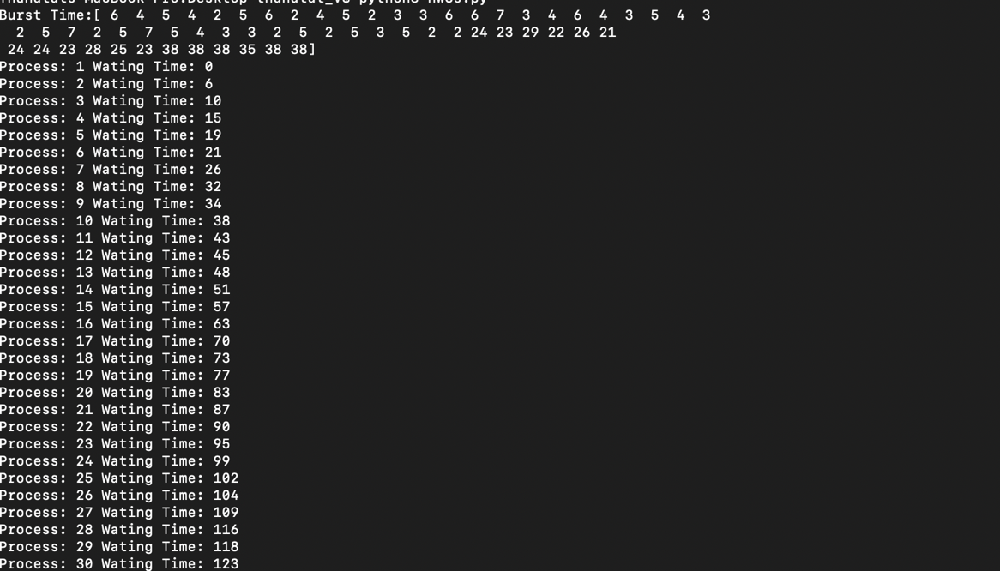 Burst Time:[ 6  4  5  4  2  5  6  2  4  5  2  3  3  6  6  7  3  4  6  4  3  5  4  3
  2  5  7  2  5  7  5  4  3  3  2  5  2  5  3  5  2  2 24 23 29 22 26 21
 24 24 23 28 25 23 38 38 38 35 38 38]
Process: 1 Wating Time: 0
Process: 2 Wating Time: 6
Process: 3 Wating Time: 10
Process: 4 Wating Time: 15
Process: 5 Wating Time: 19
Process: 6 Wating Time: 21
Process: 7 Wating Time: 26
Process: 8 Wating Time: 32
Process: 9 Wating Time: 34
Process: 10 Wating Time: 38
Process: 11 Wating Time: 43
Process: 12 Wating Time: 45
Process: 13 Wating Time: 48
Process: 14 Wating Time: 51
Process: 15 Wating Time: 57
Process: 16 Wating Time: 63
Process: 17 Wating Time: 70
Process: 18 Wating Time: 73
Process: 19 Wating Time: 77
Process: 20 Wating Time: 83
Process: 21 Wating Time: 87
Process: 22 Wating Time: 90
Process: 23 Wating Time: 95
Process: 24 Wating Time: 99
Process: 25 Wating Time: 102
Process: 26 Wating Time: 104
Process: 27 Wating Time: 109
Process: 28 Wating Time: 116
Process: 29 Wating Time: 118
Process: 30 Wating Time: 123